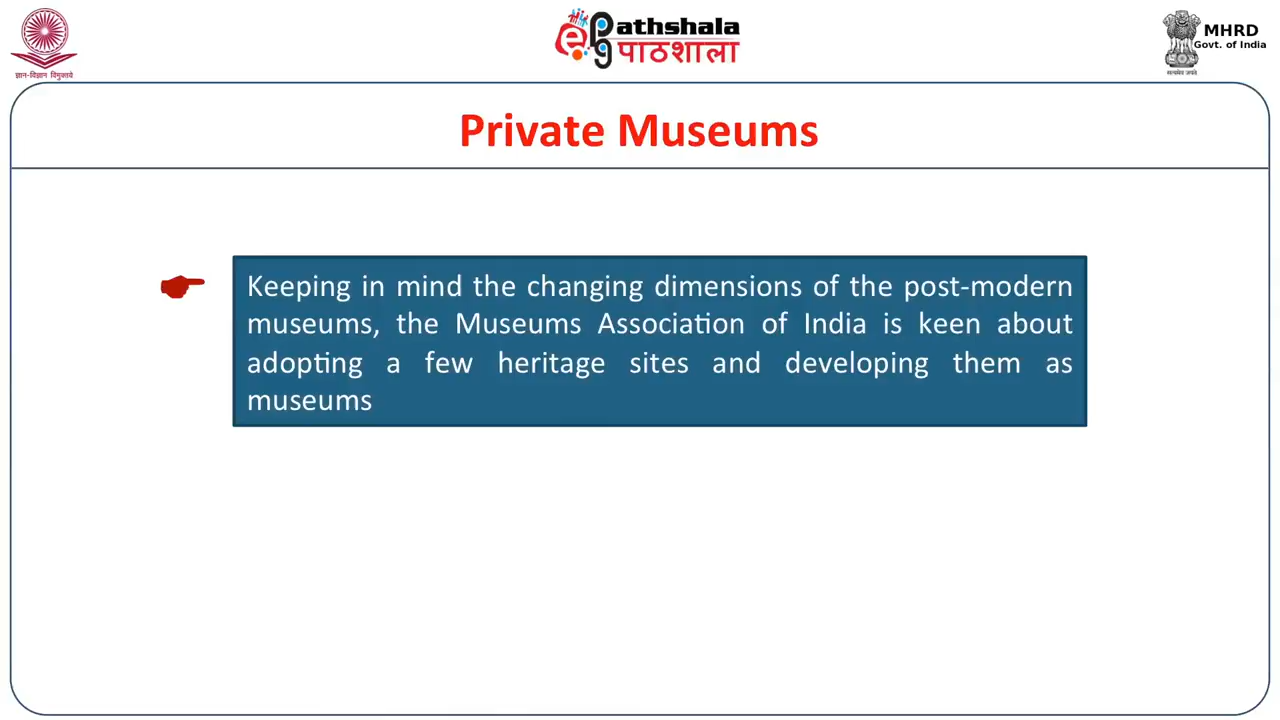 ज्ञान-विज्ञान विमुक्तये
ePG Pathshala
पाठशाला
MHRD
Govt. of India
सत्यमेव जयते
Private Museums
Keeping in mind the changing dimensions of the post-modern
museums, the Museums Association of India is keen about
adopting a few heritage sites and developing them as
museums